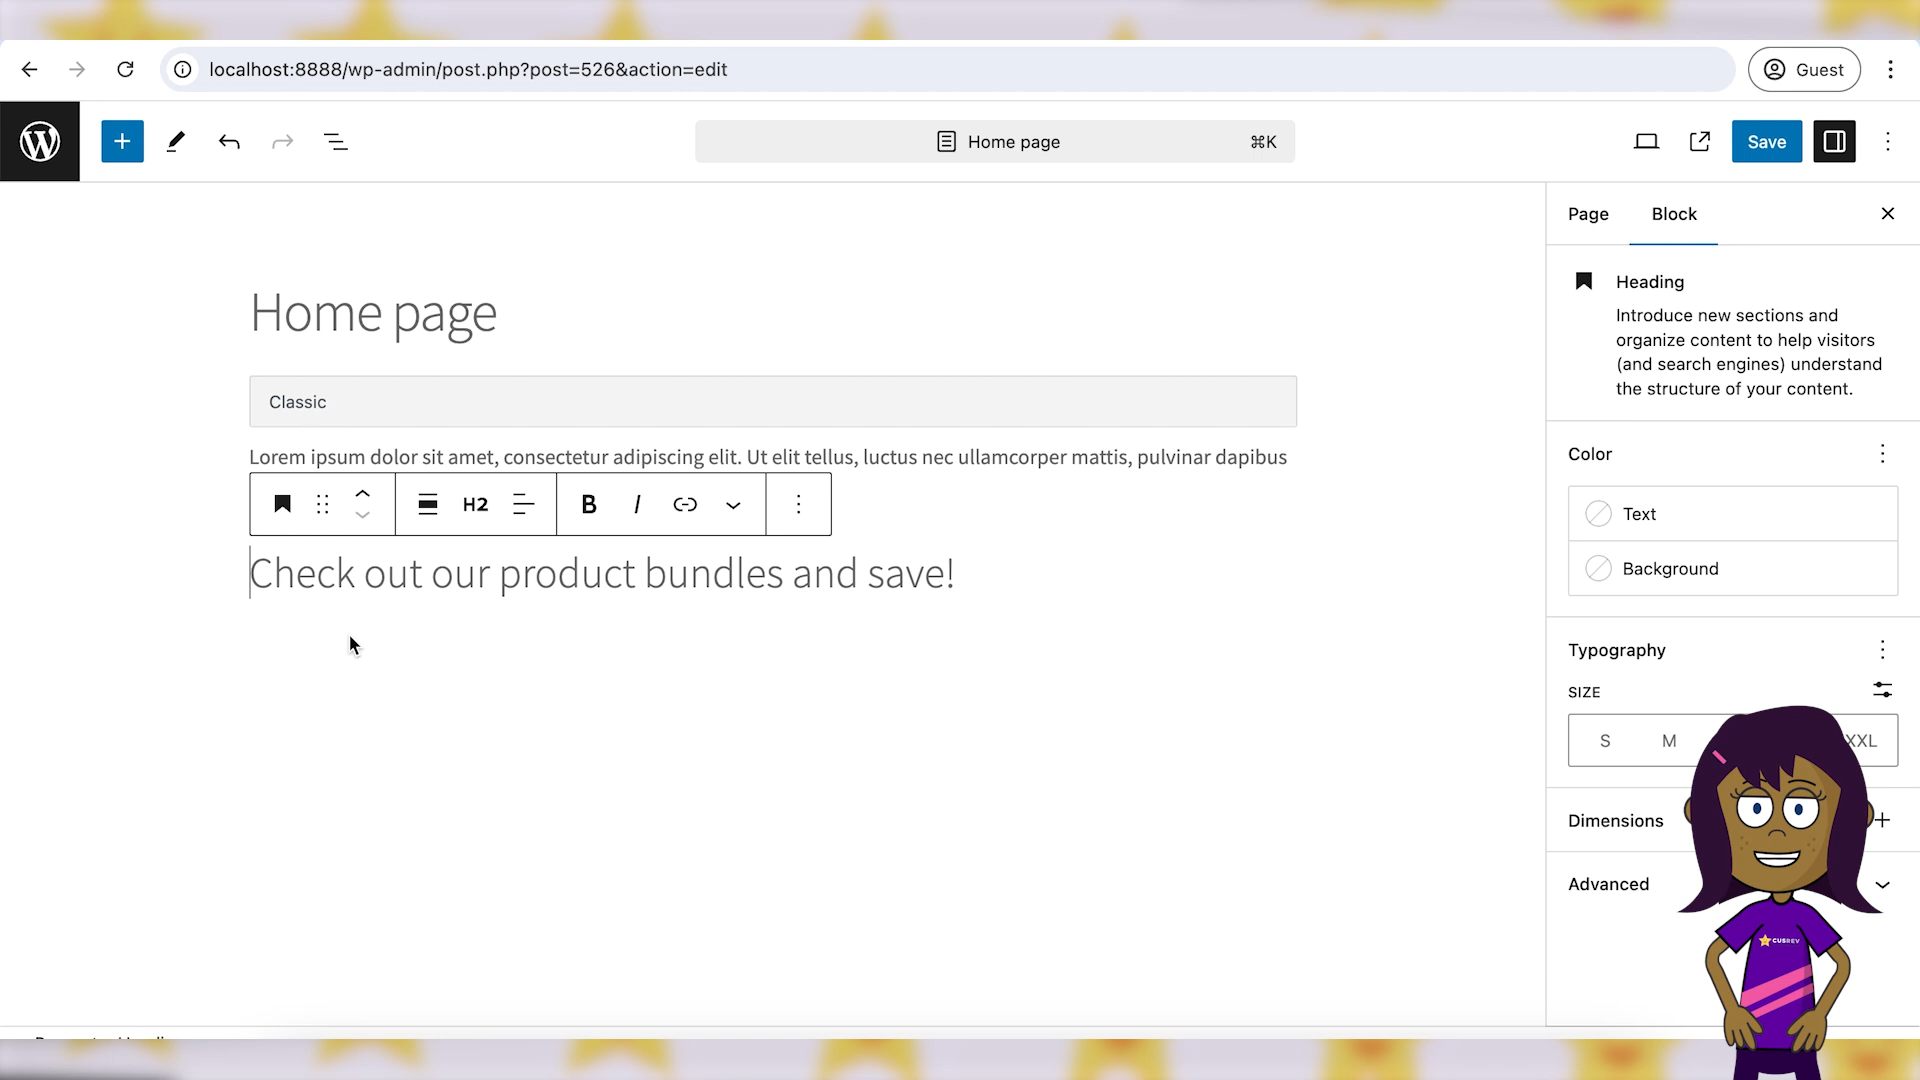 localhost:8888/wp-admin/post.php?post=526&action=edit
Guest
Home page
⌘K
Save
Page
Block
Home page
Heading
Introduce new sections and
organize content to help visitors
(and search engines) understand
the structure of your content.
Classic
Color
Lorem ipsum dolor sit amet, consectetur adipiscing elit. Ut elit tellus, luctus nec ullamcorper mattis, pulvinar dapibus
H2
B
I
Text
Background
Check out our product bundles and save!
Typography
SIZE
S
M
XXL
Dimensions
Advanced
CUSREV